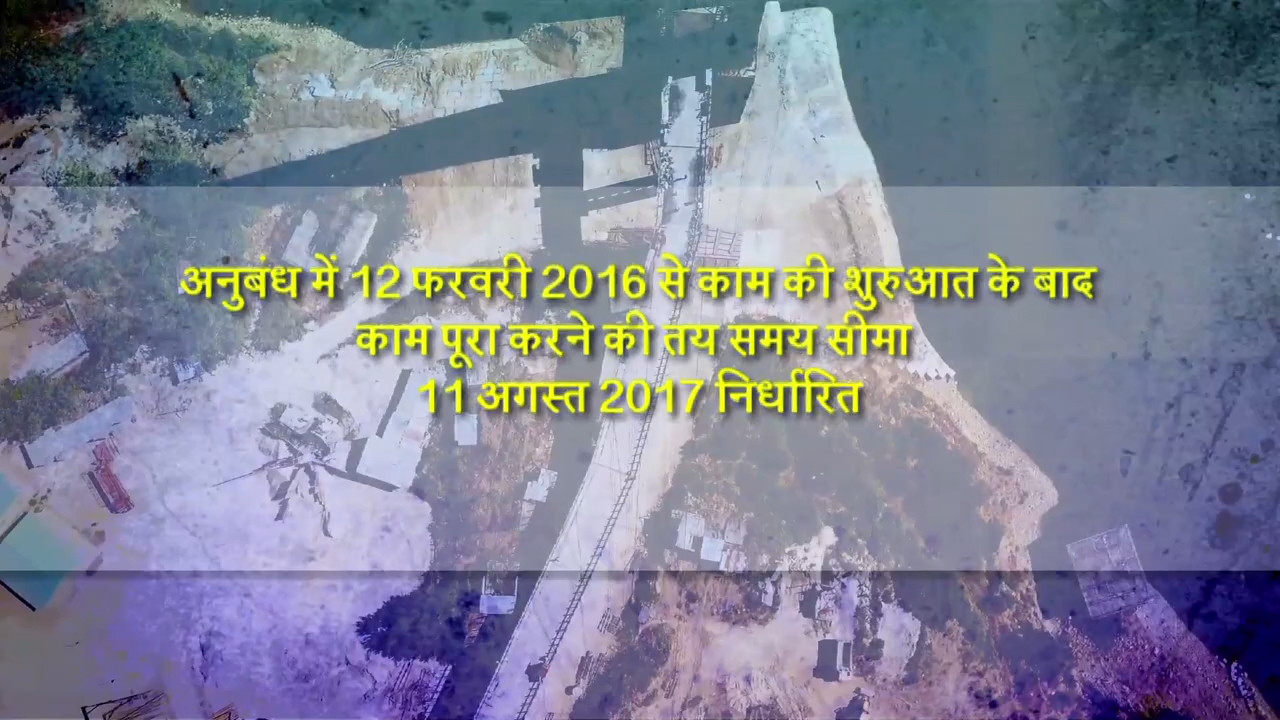 अनुबंध में 12 फरवरी 2016 से काम की शुरुआत के बाद
काम पूरा करने की तय समय सीमा
11 अगस्त 2017 निर्धारित